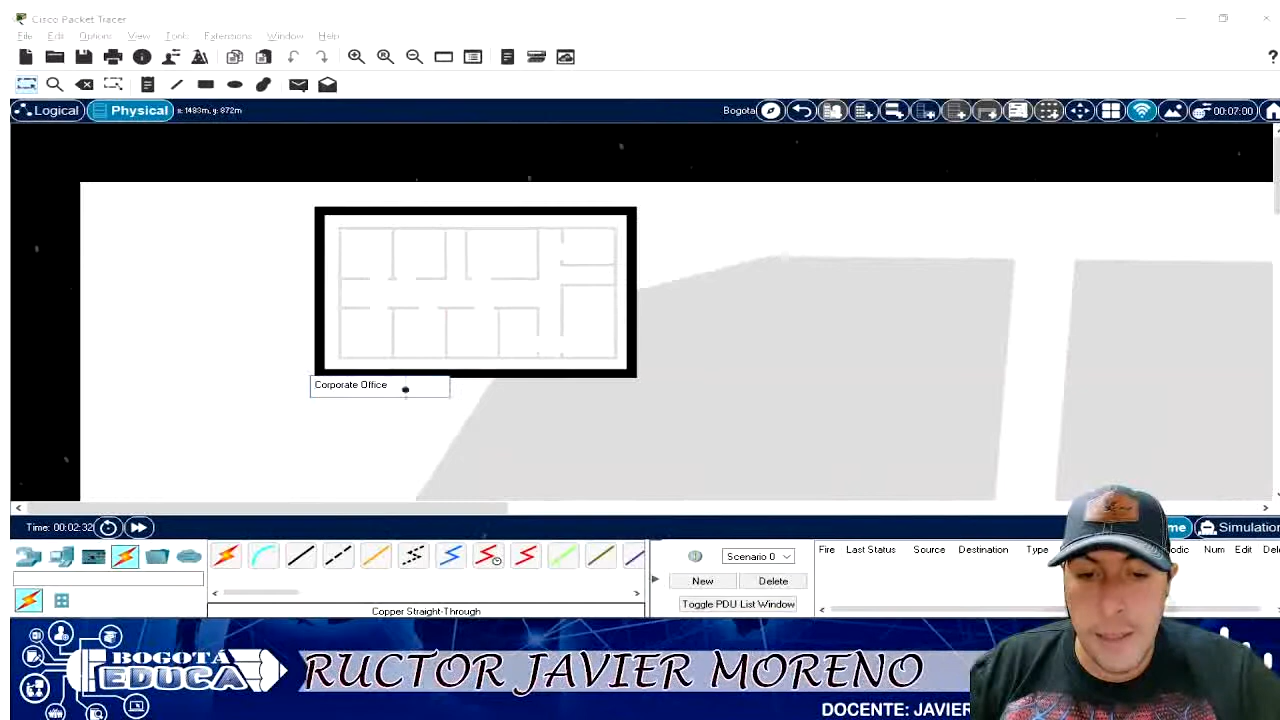 Cisco Packet Tracer
File Edit Options View Tools Extensions Window Help
?
Logical Physical x: 1483m, y: 872m Bogota 00:07:00
Corporate Office
Time: 00:02:32 Simulation
Scenario 0 Fire Last Status Source Destination Type Num Edit
New Delete
Toggle PDU List Window
Copper Straight-Through
BOGOTÁ
EDUCA
RUCTOR JAVIER MORENO
DOCENTE: JAVIER